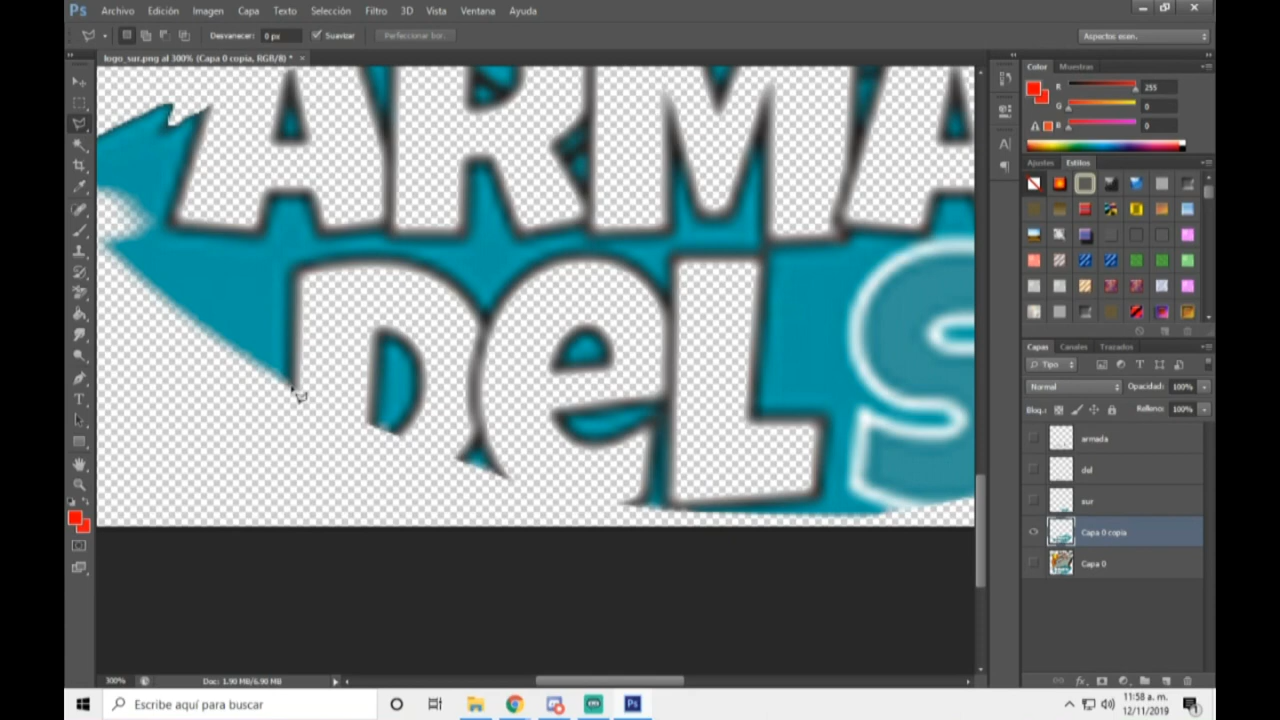 Ps Archivo Edición Imagen Capa Texto Selección Filtro 3D Vista Ventana Ayuda
Desvanecer: 0 px Suavizar Perfeccionar bor... Aspectos esen.
logo_sur.png al 300% (Capa 0 copia, RGB/8) * ×
Color Muestras
R 255
G 0
B 0
Ajustes Estilos
ARMA
DeL S
Capas Canales Trazados
Tipo
Normal Opacidad: 100%
Bloq.: Relleno: 100%
armada
del
sur
Capa 0 copia
Capa 0
300% Doc: 1.90 MB/6.90 MB
Escribe aquí para buscar
Ps
11:58 a. m.
12/11/2019